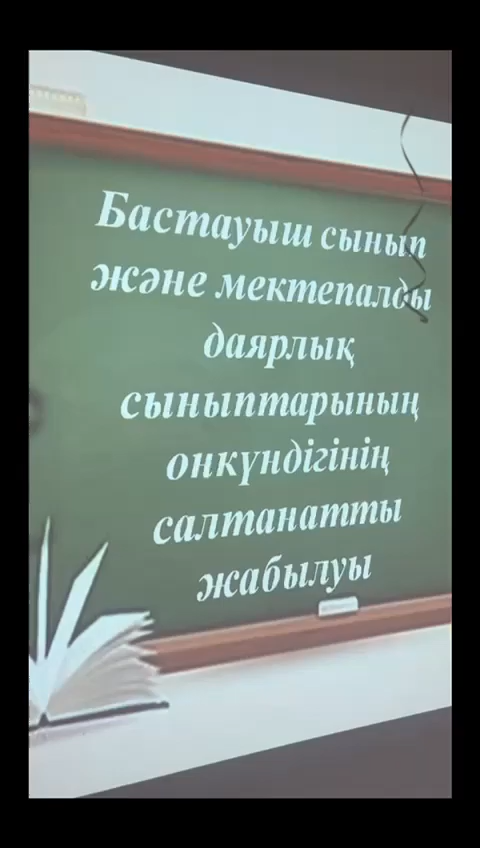 Бастауыш сынып
және мектепалды
даярлық
сыныптарының
онкүндігінің
салтанатты
жабылуы